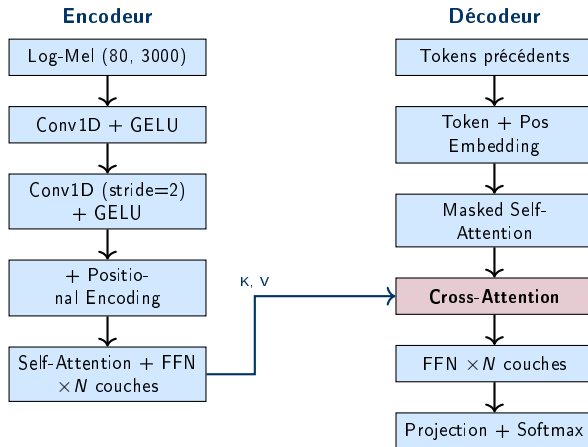 Encodeur
Log-Mel (80, 3000)
Conv1D + GELU
Conv1D (stride=2)
+ GELU
+ Positio-
nal Encoding
Self-Attention + FFN
×N couches
K, V
Décodeur
Tokens précédents
Token + Pos
Embedding
Masked Self-
Attention
Cross-Attention
FFN ×N couches
Projection + Softmax